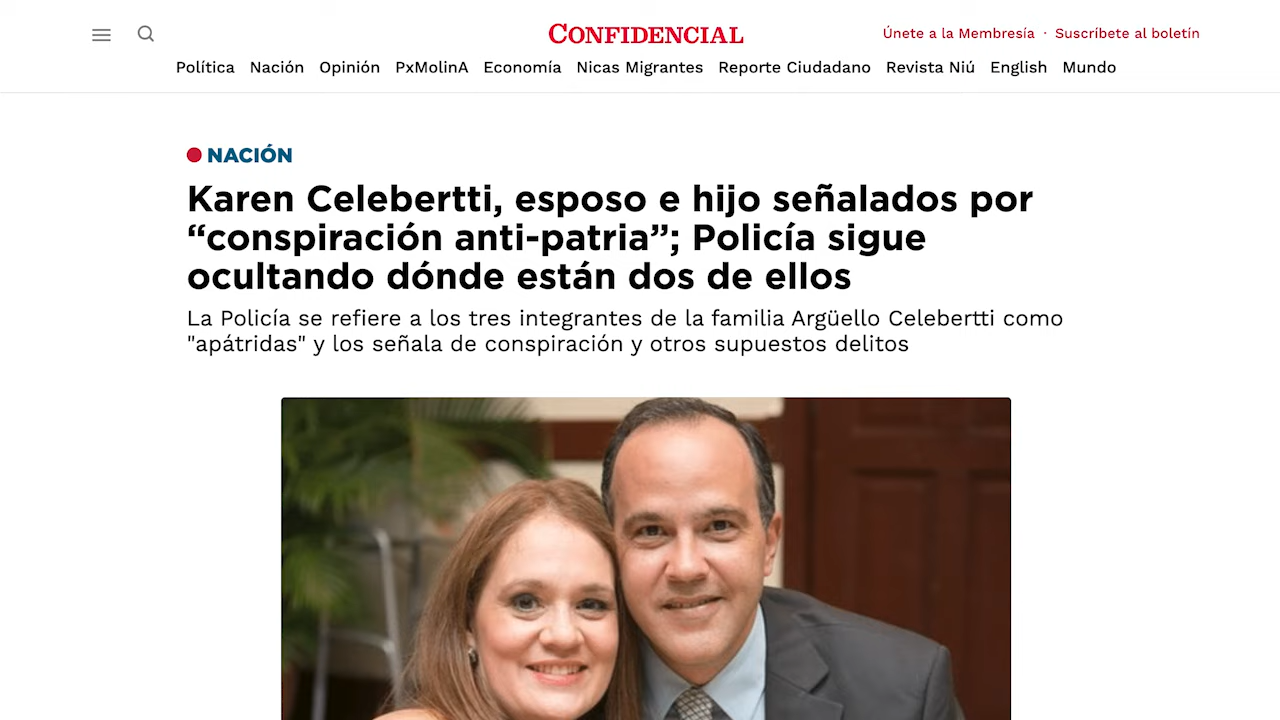 CONFIDENCIAL
Únete a la Membresía · Suscríbete al boletín
Política Nación Opinión PxMolinA Economía Nicas Migrantes Reporte Ciudadano Revista Niú English Mundo
NACIÓN
Karen Celebertti, esposo e hijo señalados por
“conspiración anti-patria”; Policía sigue
ocultando dónde están dos de ellos
La Policía se refiere a los tres integrantes de la familia Argüello Celebertti como
"apátridas" y los señala de conspiración y otros supuestos delitos